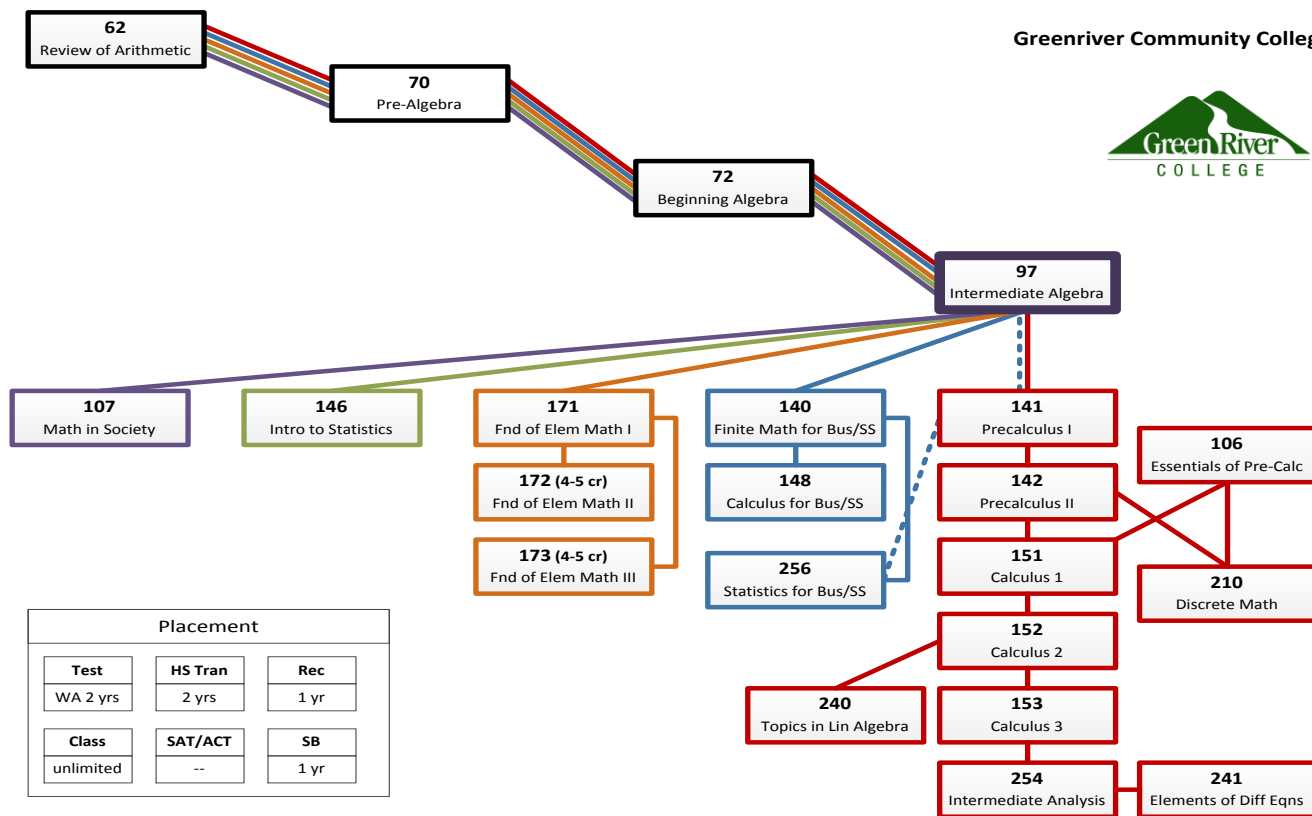 62
Review of Arithmetic
Greenriver Community Colleg
70
Pre-Algebra
GreenRiver
COLLEGE
72
Beginning Algebra
97
Intermediate Algebra
107
Math in Society
146
Intro to Statistics
171
Fnd of Elem Math I
140
Finite Math for Bus/SS
141
Precalculus I
106
Essentials of Pre-Calc
172 (4-5 cr)
Fnd of Elem Math II
148
Calculus for Bus/SS
142
Precalculus II
173 (4-5 cr)
Fnd of Elem Math III
256
Statistics for Bus/SS
151
Calculus 1
210
Discrete Math
152
Calculus 2
240
Topics in Lin Algebra
153
Calculus 3
254
Intermediate Analysis
241
Elements of Diff Eqns
Placement
Test
WA 2 yrs
HS Tran
2 yrs
Rec
1 yr
Class
unlimited
SAT/ACT
--
SB
1 yr